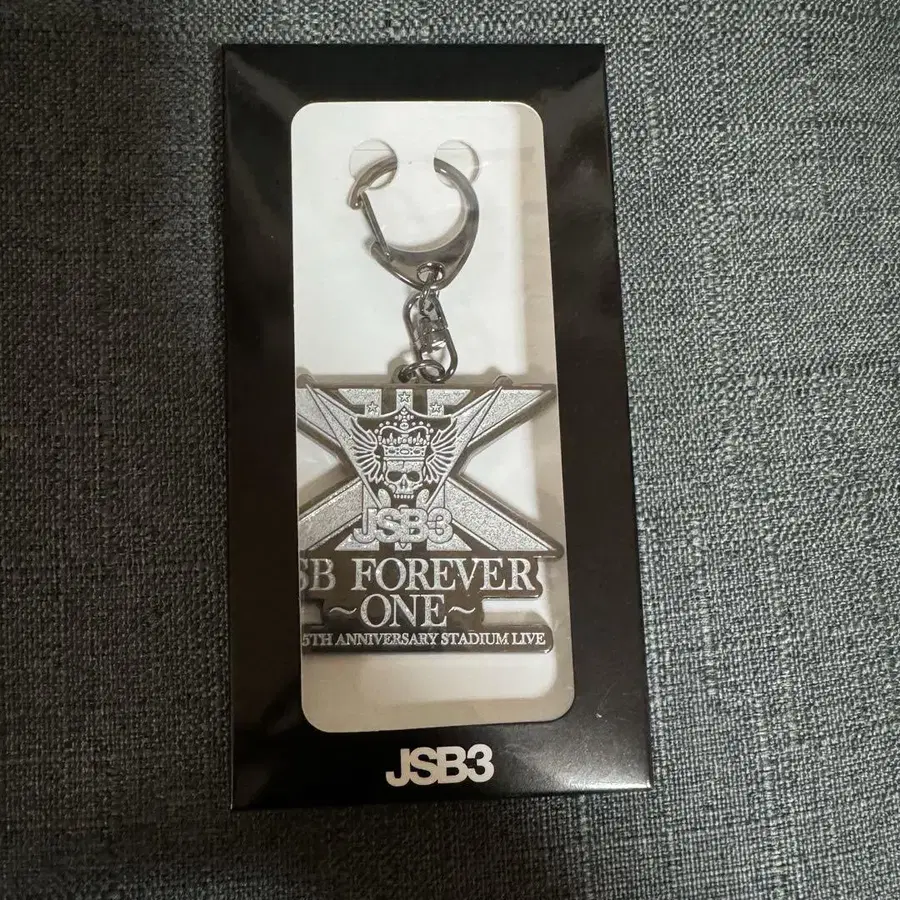 JSB3
SB FOREVER
~ONE~
5TH ANNIVERSARY STADIUM LIVE
JSB3